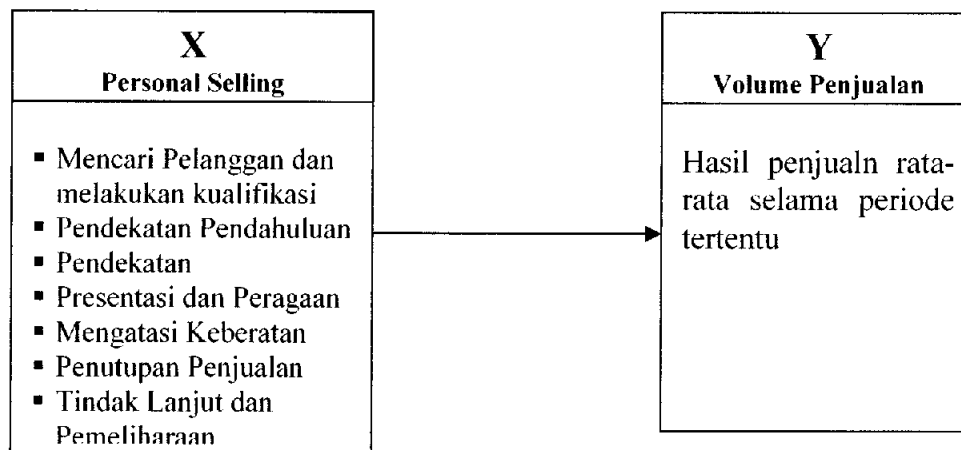 X
Personal Selling
▪ Mencari Pelanggan dan
melakukan kualifikasi
▪ Pendekatan Pendahuluan
▪ Pendekatan
▪ Presentasi dan Peragaan
▪ Mengatasi Keberatan
▪ Penutupan Penjualan
▪ Tindak Lanjut dan
Pemeliharaan
Y
Volume Penjualan
Hasil penjualn rata-
rata selama periode
tertentu